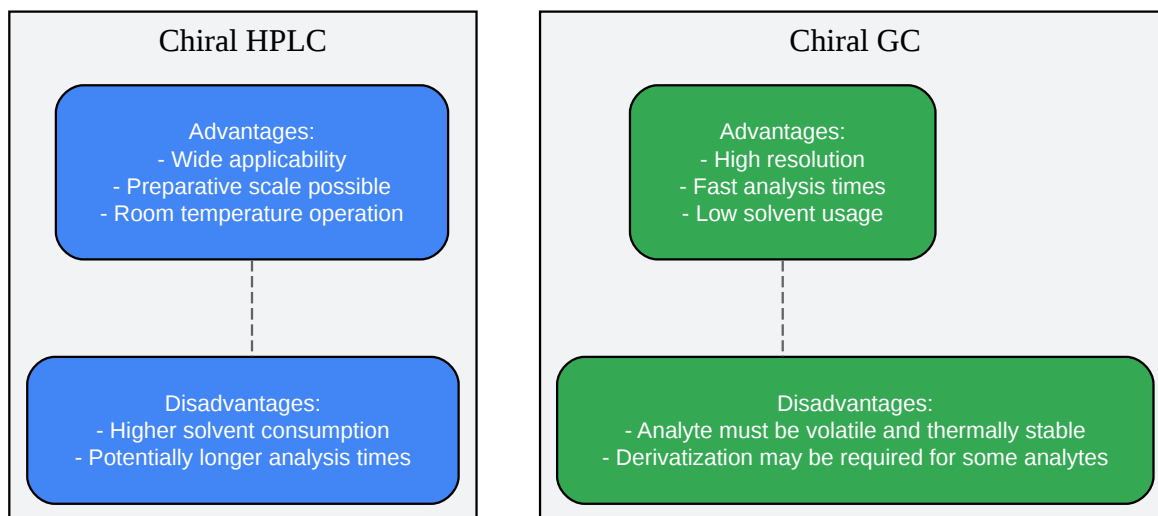 Chiral HPLC
Advantages:
- Wide applicability
- Preparative scale possible
- Room temperature operation
Disadvantages:
- Higher solvent consumption
- Potentially longer analysis times
Chiral GC
Advantages:
- High resolution
- Fast analysis times
- Low solvent usage
Disadvantages:
- Analyte must be volatile and thermally stable
- Derivatization may be required for some analytes